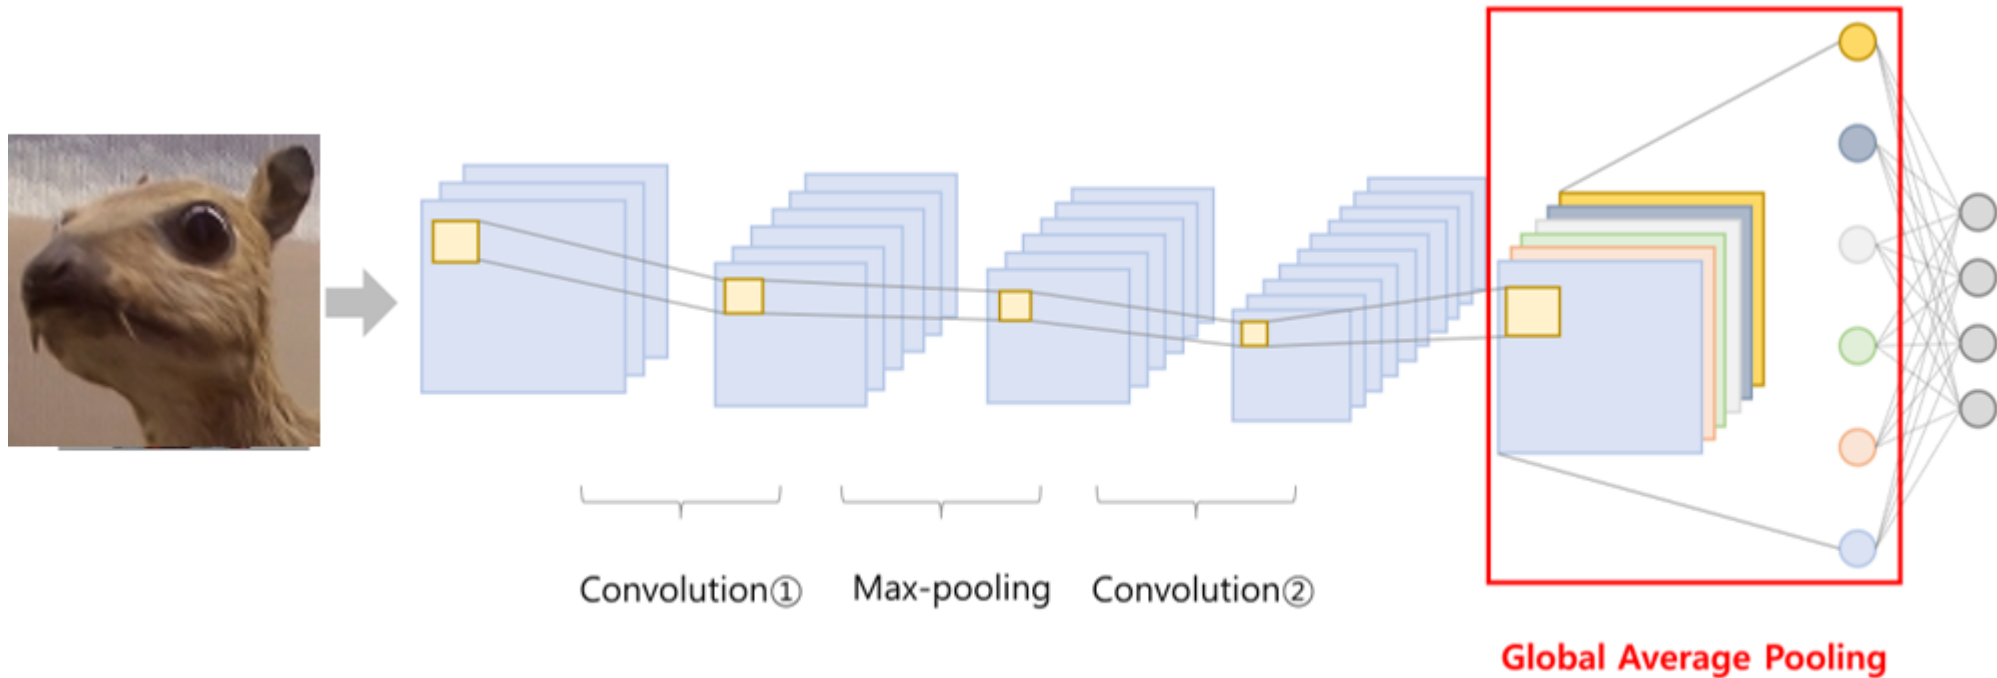 Convolution①
Max-pooling
Convolution②
Global Average Pooling